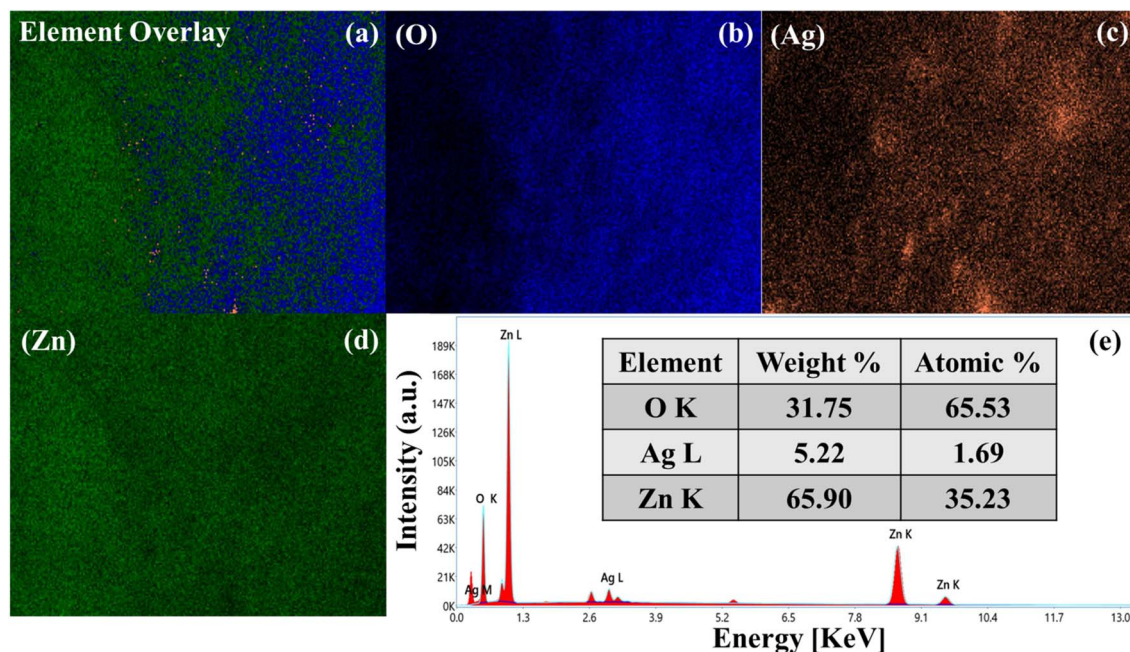 Element Overlay (a)
(O) (b)
(Ag) (c)
(Zn) (d)
(e)
Intensity (a.u.)
189K
168K
147K
126K
105K
84K
63K
42K
21K
0K
Zn L
O K
Ag M
Ag L
Zn K
Zn K
Element Weight % Atomic %
O K 31.75 65.53
Ag L 5.22 1.69
Zn K 65.90 35.23
0.0 1.3 2.6 3.9 5.2 6.5 7.8 9.1 10.4 11.7 13.0
Energy [KeV]